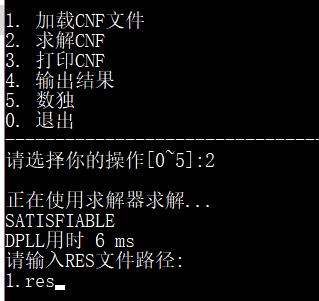 1. 加载CNF文件
2. 求解CNF
3. 打印CNF
4. 输出结果
5. 数独
0. 退出
--------------------------------
请选择你的操作[0~5]:2
正在使用求解器求解...
SATISFIABLE
DPLL用时 6 ms
请输入RES文件路径:
1.res